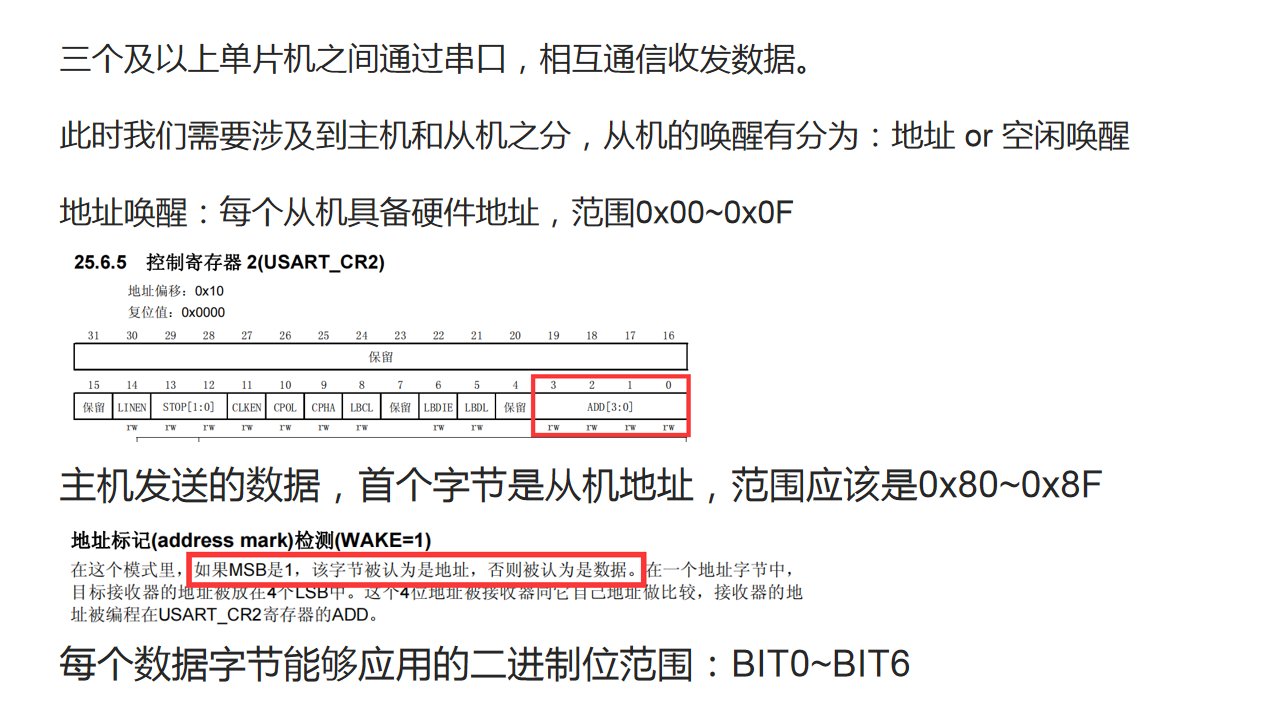 三个及以上单片机之间通过串口，相互通信收发数据。
此时我们需要涉及到主机和从机之分，从机的唤醒有分为：地址 or 空闲唤醒
地址唤醒：每个从机具备硬件地址，范围0x00~0x0F
25.6.5 控制寄存器 2(USART_CR2)
地址偏移：0x10
复位值：0x0000
31 30 29 28 27 26 25 24 23 22 21 20 19 18 17 16
保留
15 14 13 12 11 10 9 8 7 6 5 4 3 2 1 0
保留 LINEN STOP[1:0] CLKEN CPOL CPHA LBCL 保留 LBDIE LBDL 保留 ADD[3:0]
rw rw rw rw rw rw rw rw rw rw rw rw rw
主机发送的数据，首个字节是从机地址，范围应该是0x80~0x8F
地址标记(address mark)检测(WAKE=1)
在这个模式里，如果MSB是1，该字节被认为是地址，否则被认为是数据。在一个地址字节中，
目标接收器的地址被放在4个LSB中。这个4位地址被接收器同它自己地址做比较，接收器的地
址被编程在USART_CR2寄存器的ADD。
每个数据字节能够应用的二进制位范围：BIT0~BIT6